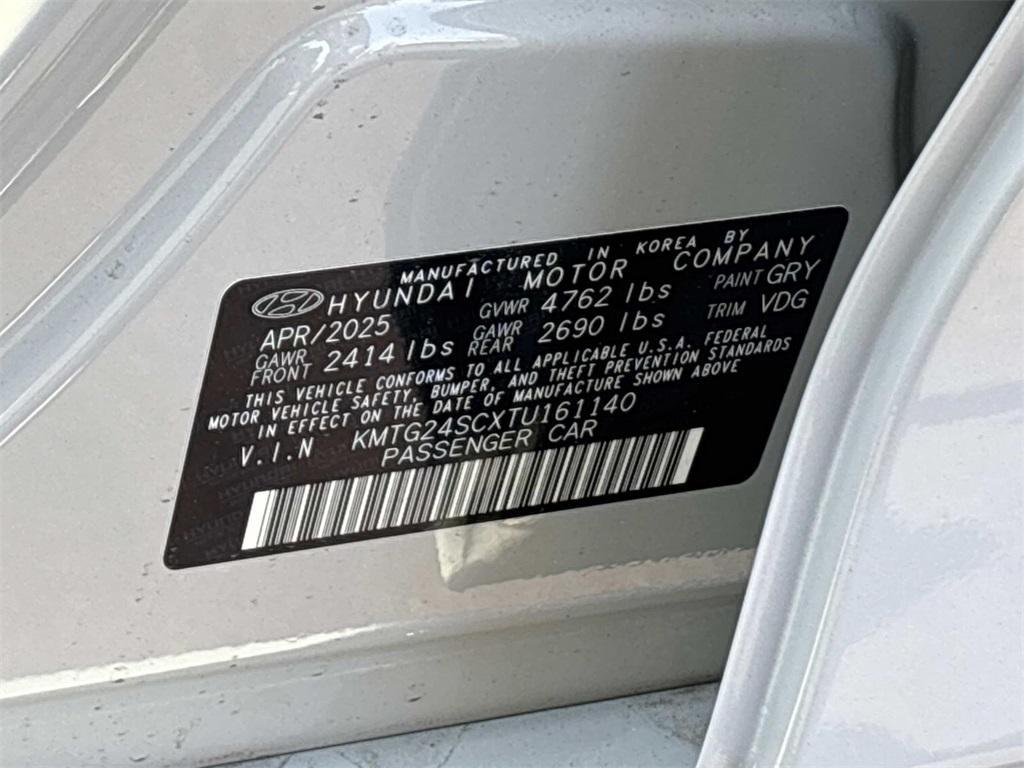 MANUFACTURED IN KOREA BY
HYUNDAI MOTOR COMPANY
APR/2025 GVWR 4762 lbs PAINT GRY
GAWR FRONT 2414 lbs GAWR REAR 2690 lbs TRIM VDG
THIS VEHICLE CONFORMS TO ALL APPLICABLE U.S.A. FEDERAL
MOTOR VEHICLE SAFETY, BUMPER, AND THEFT PREVENTION STANDARDS
IN EFFECT ON THE DATE OF MANUFACTURE SHOWN ABOVE
V.I.N KMTG24SCXTU161140
PASSENGER CAR